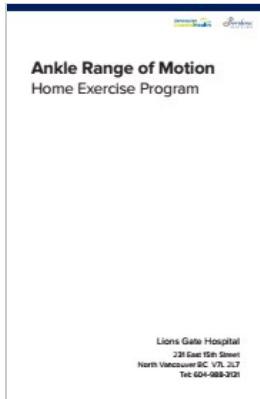 Ankle Range of Motion
Home Exercise Program
Lions Gate Hospital
231 East 15th Street
North Vancouver BC V7L 2L7
Tel: 604-988-3131